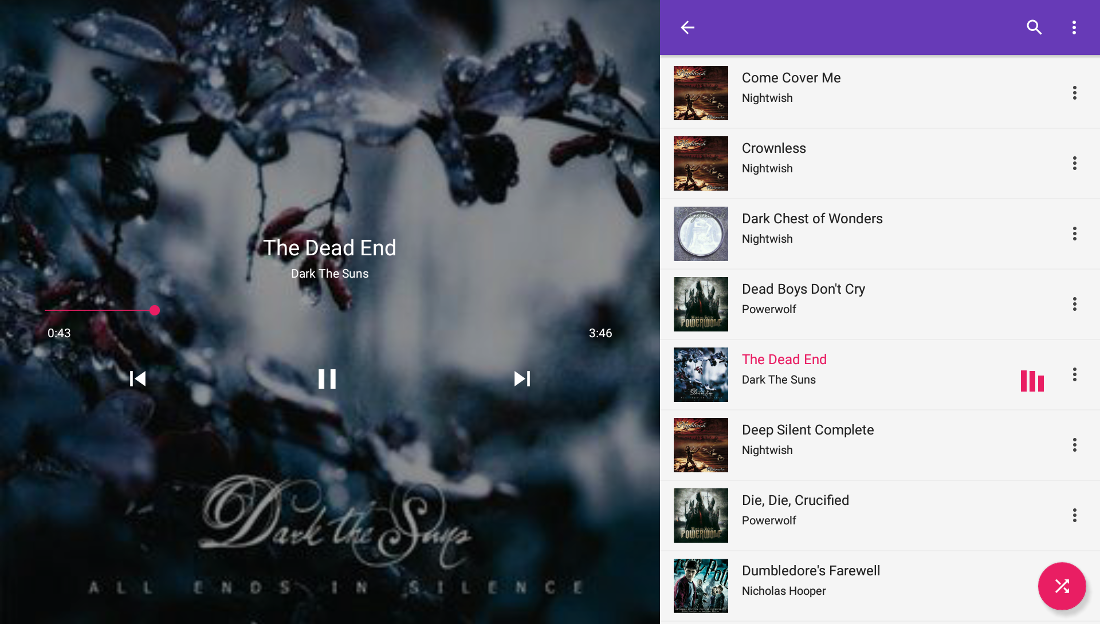 The Dead End
Dark The Suns
0:43
3:46
Dark the Suns
ALL ENDS IN SILENCE
Come Cover Me
Nightwish
Crownless
Nightwish
Dark Chest of Wonders
Nightwish
Dead Boys Don't Cry
Powerwolf
POWERWOLF
The Dead End
Dark The Suns
Deep Silent Complete
Nightwish
Die, Die, Crucified
Powerwolf
POWERWOLF
Dumbledore's Farewell
Nicholas Hooper